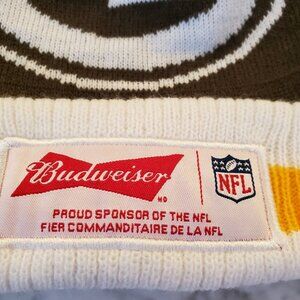 Budweiser
MD
NFL
PROUD SPONSOR OF THE NFL
FIER COMMANDITAIRE DE LA NFL